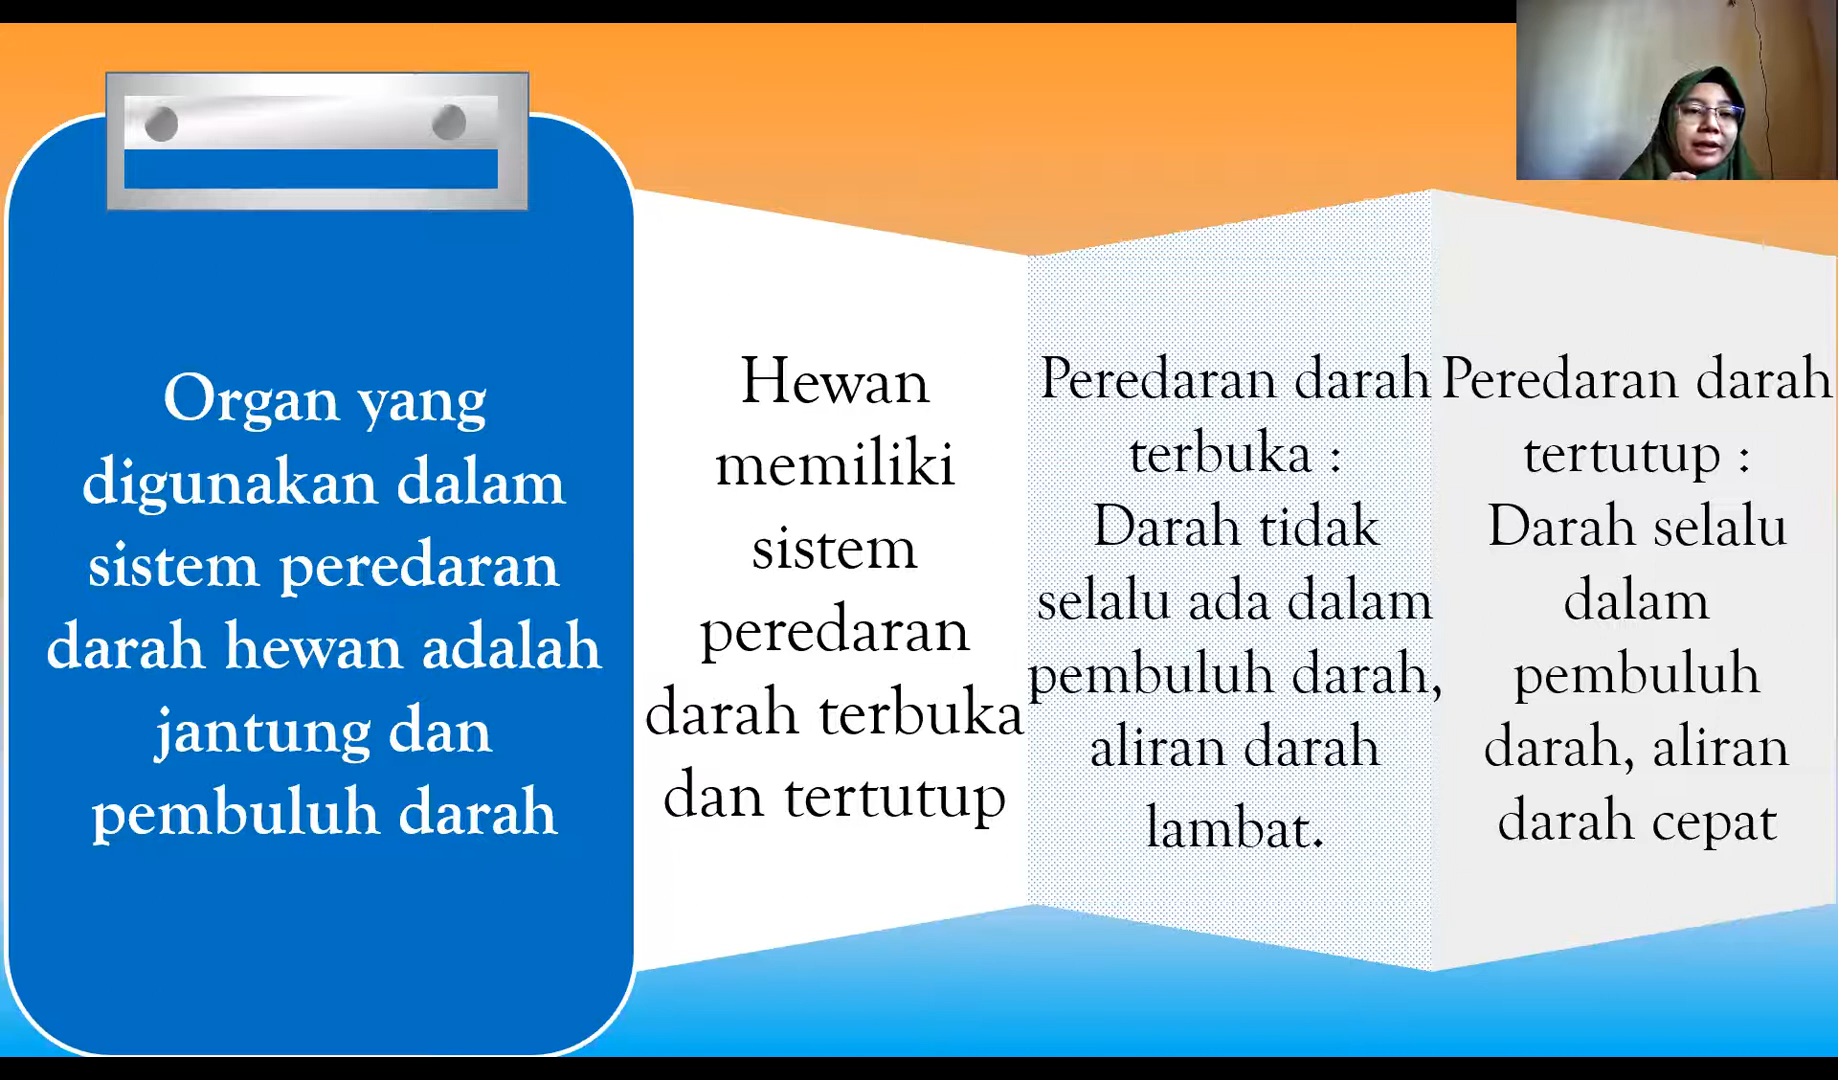 Organ yang
digunakan dalam
sistem peredaran
darah hewan adalah
jantung dan
pembuluh darah
Hewan
memiliki
sistem
peredaran
darah terbuka
dan tertutup
Peredaran darah
terbuka :
Darah tidak
selalu ada dalam
pembuluh darah,
aliran darah
lambat.
Peredaran darah
tertutup :
Darah selalu
dalam
pembuluh
darah, aliran
darah cepat